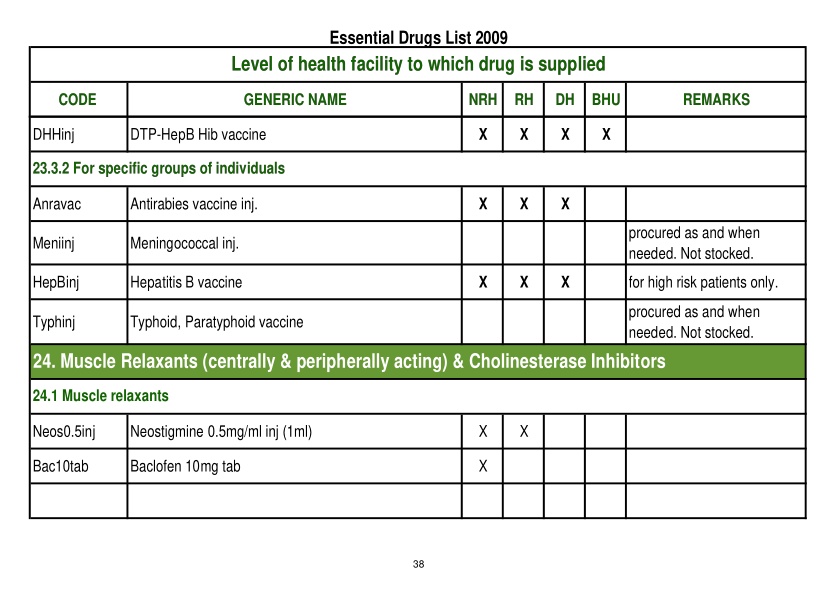 Essential Drugs List 2009
Level of health facility to which drug is supplied
CODE GENERIC NAME NRH RH DH BHU REMARKS
DHHinj DTP-HepB Hib vaccine X X X X
23.3.2 For specific groups of individuals
Anravac Antirabies vaccine inj. X X X
Meniinj Meningococcal inj. procured as and when
needed. Not stocked.
HepBinj Hepatitis B vaccine X X X for high risk patients only.
Typhinj Typhoid, Paratyphoid vaccine procured as and when
needed. Not stocked.
24. Muscle Relaxants (centrally & peripherally acting) & Cholinesterase Inhibitors
24.1 Muscle relaxants
Neos0.5inj Neostigmine 0.5mg/ml inj (1ml) X X
Bac10tab Baclofen 10mg tab X
38